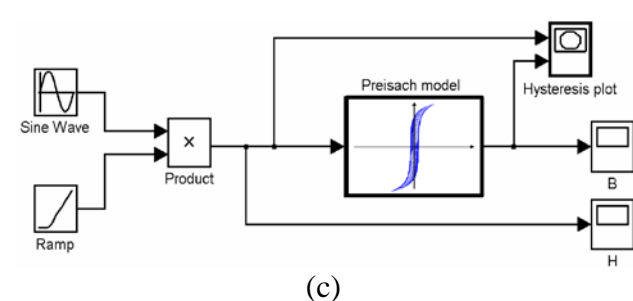 Preisach model
Hysteresis plot
Sine Wave
×
Product
B
Ramp
H
(c)